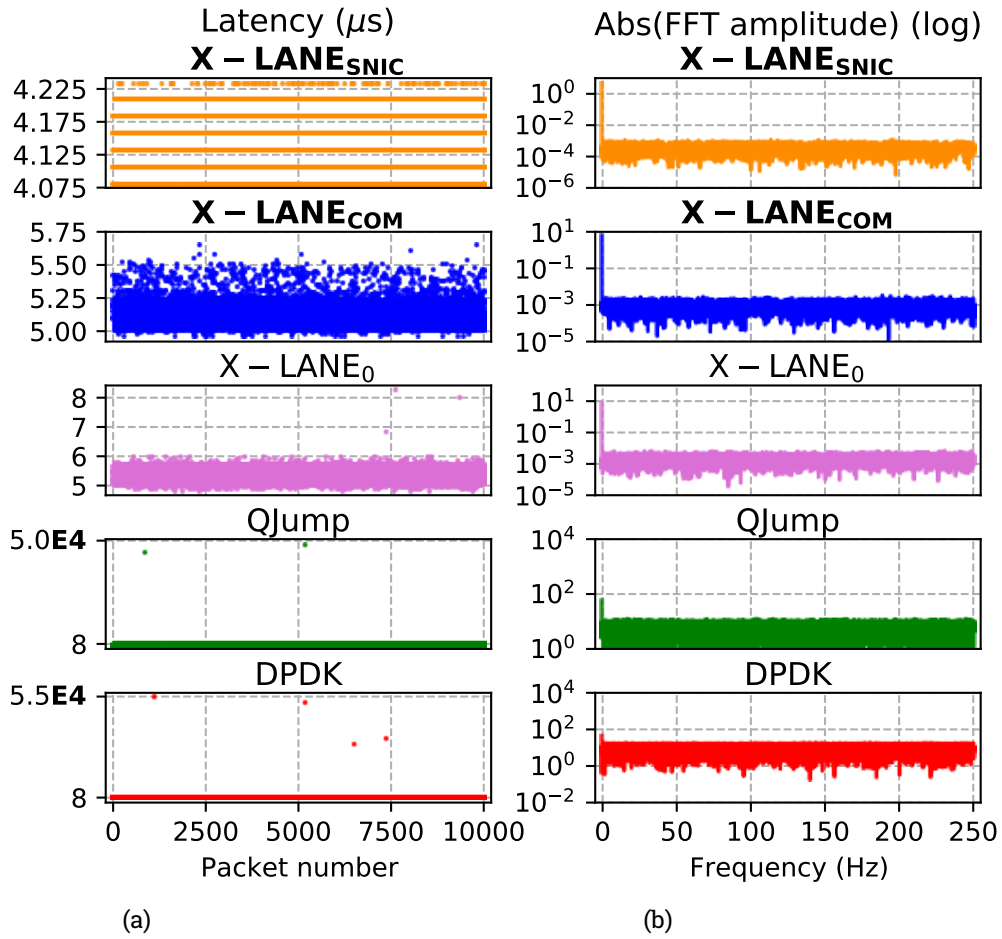 Latency (μs)
X – LANE_SNIC
4.225
4.175
4.125
4.075
X – LANE_COM
5.75
5.50
5.25
5.00
X – LANE_0
8
7
6
5
QJump
5.0E4
8
DPDK
5.5E4
8
0 2500 5000 7500 10000
Packet number
(a)
Abs(FFT amplitude) (log)
X – LANE_SNIC
10^0
10^−2
10^−4
10^−6
X – LANE_COM
10^1
10^−1
10^−3
10^−5
X – LANE_0
10^1
10^−1
10^−3
10^−5
QJump
10^4
10^2
10^0
DPDK
10^4
10^2
10^0
10^−2
0 50 100 150 200 250
Frequency (Hz)
(b)